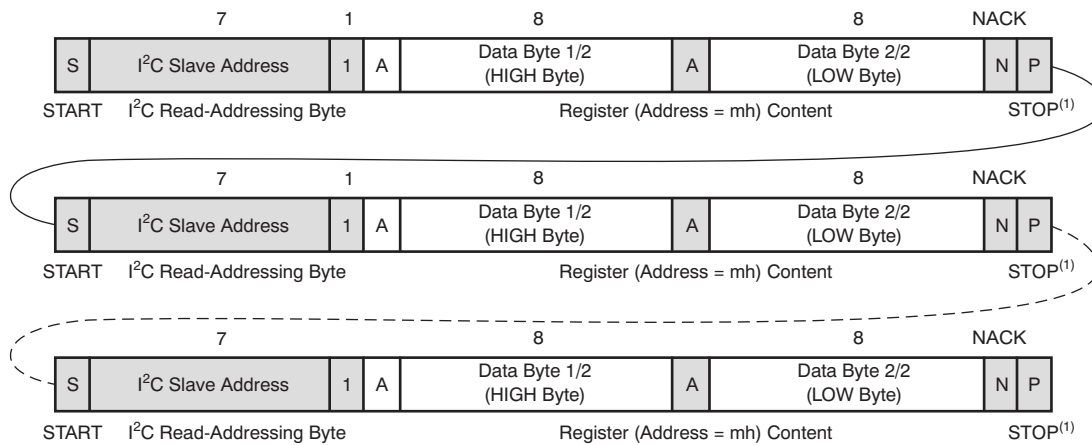 7 1 8 8 NACK
S I²C Slave Address 1 A Data Byte 1/2 (HIGH Byte) A Data Byte 2/2 (LOW Byte) N P
START I²C Read-Addressing Byte Register (Address = mh) Content STOP(1)
7 1 8 8 NACK
S I²C Slave Address 1 A Data Byte 1/2 (HIGH Byte) A Data Byte 2/2 (LOW Byte) N P
START I²C Read-Addressing Byte Register (Address = mh) Content STOP(1)
7 1 8 8 NACK
S I²C Slave Address 1 A Data Byte 1/2 (HIGH Byte) A Data Byte 2/2 (LOW Byte) N P
START I²C Read-Addressing Byte Register (Address = mh) Content STOP(1)